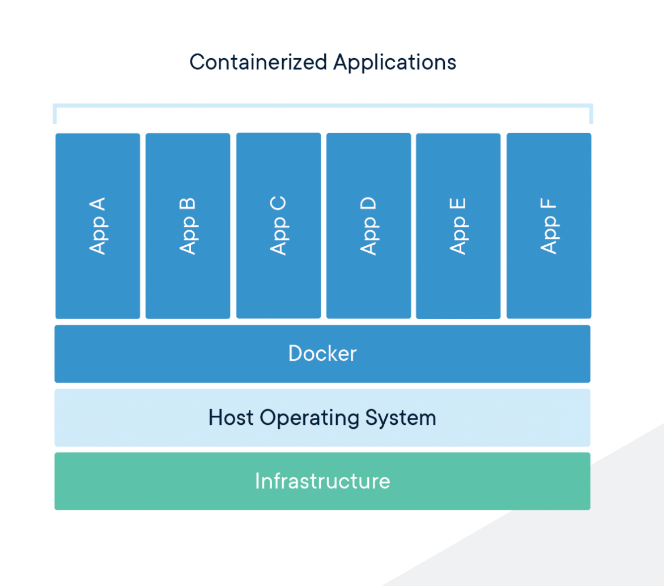 Containerized Applications
App A
App B
App C
App D
App E
App F
Docker
Host Operating System
Infrastructure